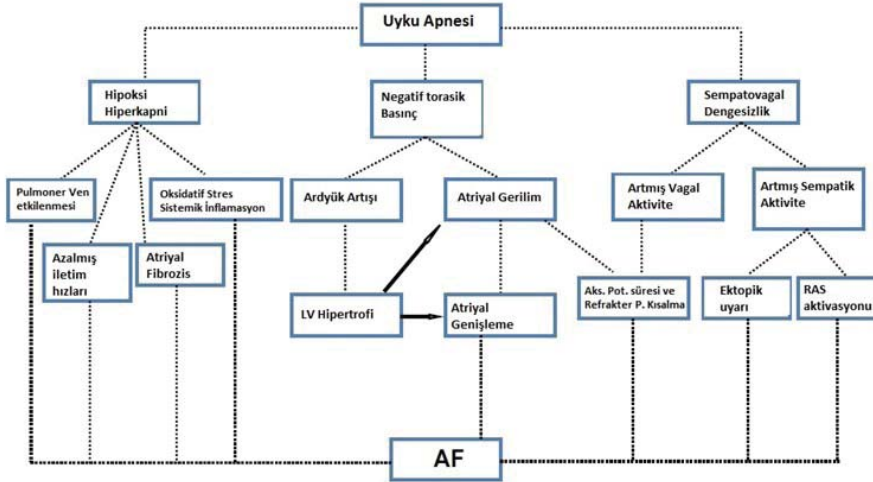 Uyku Apnesi
Hipoksi
Hiperkapni
Negatif torasik
Basınç
Sempatovagal
Dengesizlik
Pulmoner Ven
etkilenmesi
Oksidatif Stres
Sistemik İnflamasyon
Ardyük Artışı
Atriyal Gerilim
Artmış Vagal
Aktivite
Artmış Sempatik
Aktivite
Azalmış
iletim
hızları
Atriyal
Fibrozis
LV Hipertrofi
Atriyal
Genişleme
Aks. Pot. süresi ve
Refrakter P. Kısalma
Ektopik
uyarı
RAS
aktivasyonu
AF